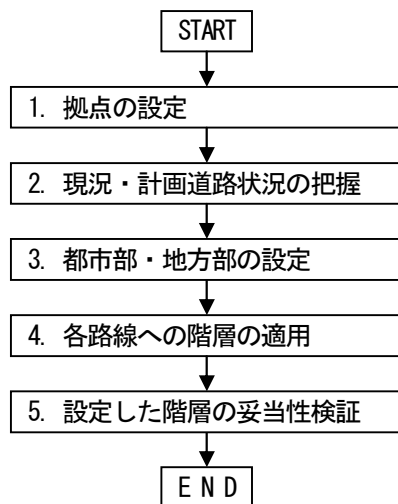 START
1. 拠点の設定
2. 現況・計画道路状況の把握
3. 都市部・地方部の設定
4. 各路線への階層の適用
5. 設定した階層の妥当性検証
E N D